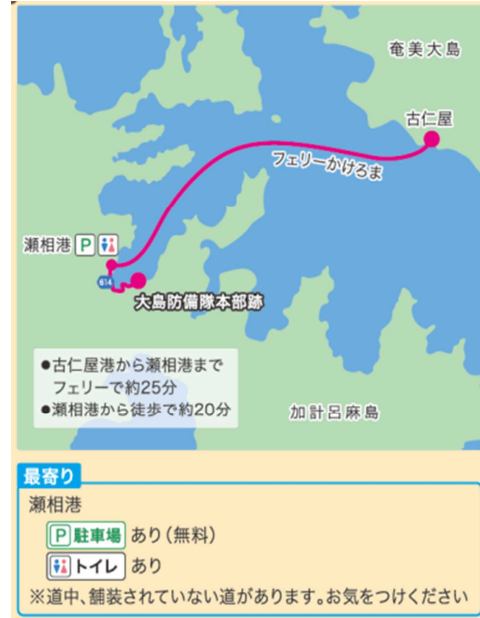 奄美大島
古仁屋
フェリーかけろま
瀬相港 P
614
大島防備隊本部跡
●古仁屋港から瀬相港まで
フェリーで約25分
●瀬相港から徒歩で約20分
加計呂麻島
最寄り
瀬相港
P 駐車場 あり（無料）
トイレ あり
※道中、舗装されていない道があります。お気をつけください